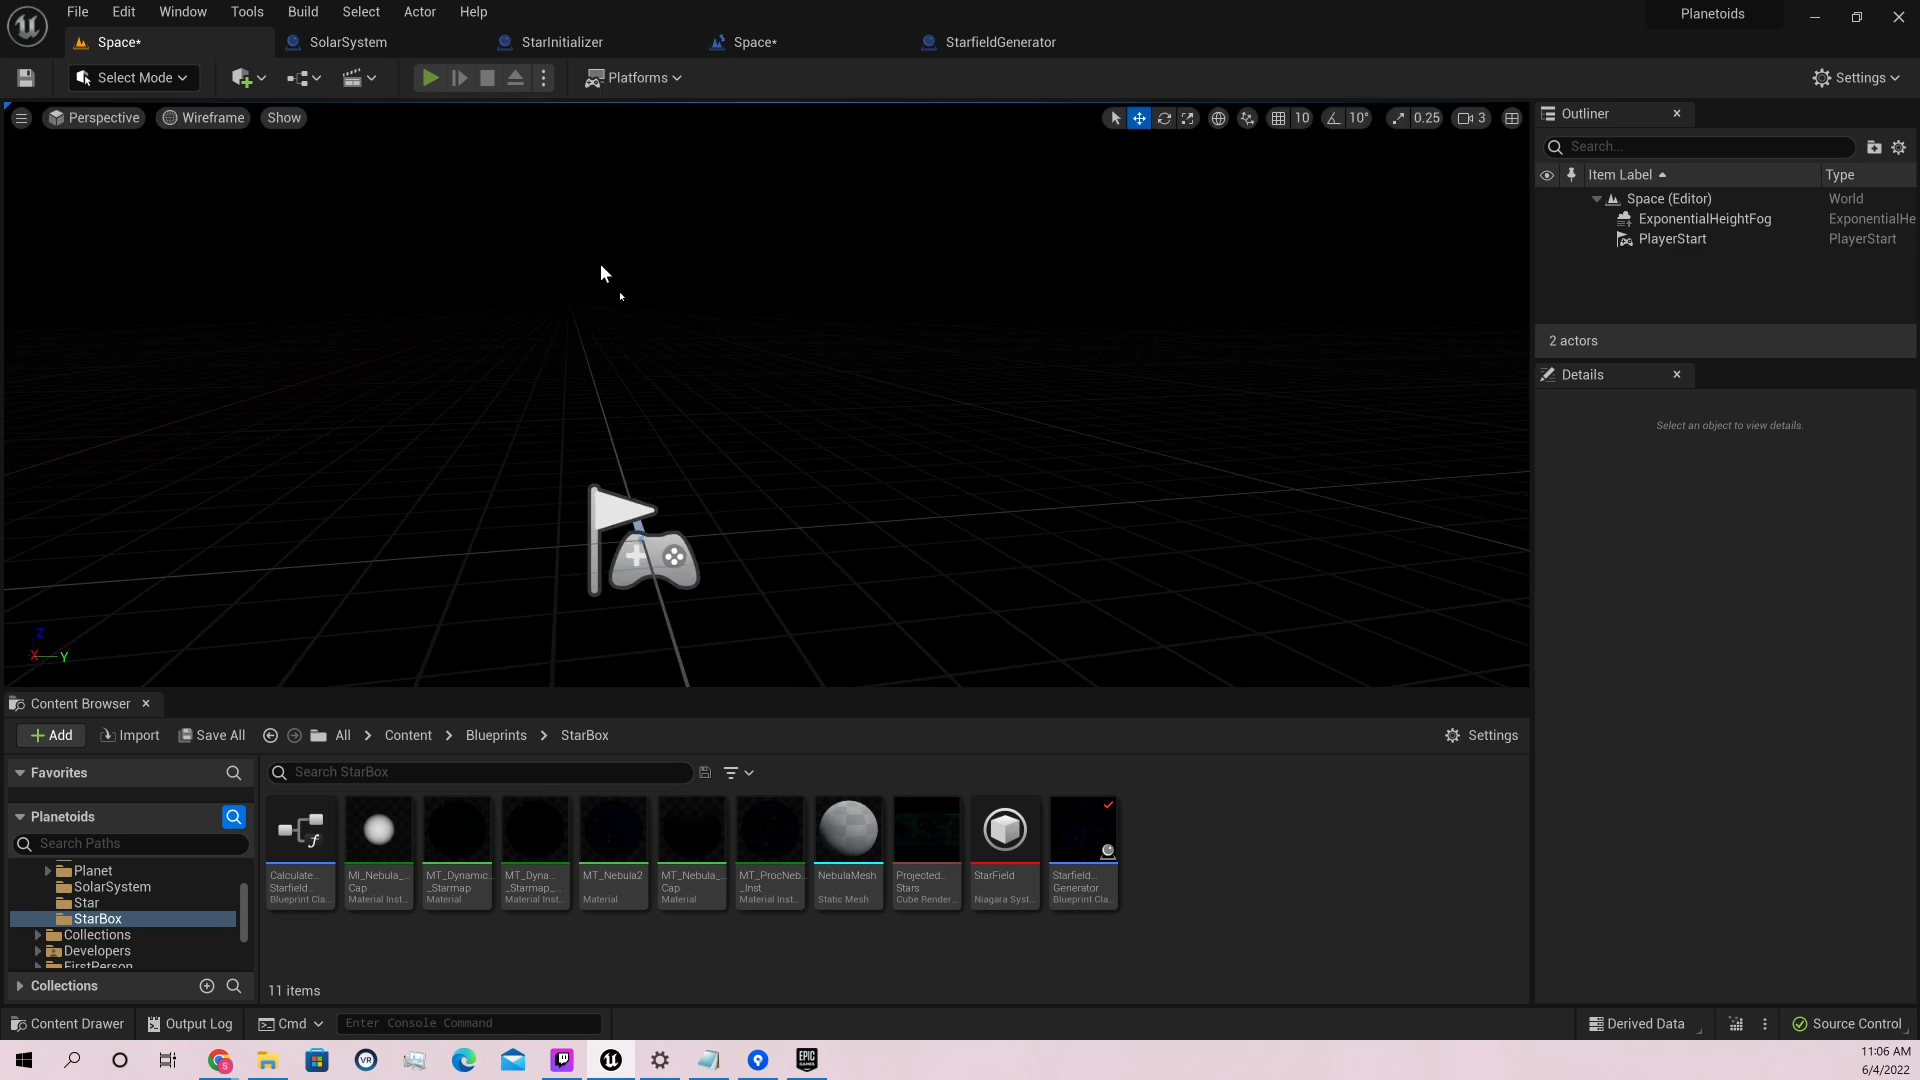 File Edit Window Tools Build Select Actor Help
Planetoids
Space* SolarSystem StarInitializer Space* StarfieldGenerator
Select Mode Platforms Settings
Perspective Wireframe Show 10 10° 0.25 3
Outliner
Search...
Item Label Type
Space (Editor) World
ExponentialHeightFog ExponentialHe
PlayerStart PlayerStart
2 actors
Details
Select an object to view details.
Z
X Y
Content Browser
Add Import Save All All Content Blueprints StarBox Settings
Favorites
Search StarBox
Planetoids
Search Paths
Planet
SolarSystem
Star
StarBox
Collections
Developers
FirstPerson
Collections
Calculate...
Starfield...
Blueprint Cla...
MI_Nebula_...
Cap
Material Inst...
MT_Dynamic...
_Starmap
Material
MT_Dyna...
_Starmap_...
Material Inst...
MT_Nebula2
Material
MT_Nebula_...
Cap
Material
MT_ProcNeb...
_Inst
Material Inst...
NebulaMesh
Static Mesh
Projected...
Stars
Cube Render...
StarField
Niagara Syst...
Starfield...
Generator
Blueprint Cla...
11 items
Content Drawer Output Log Cmd Enter Console Command Derived Data Source Control
VR EPIC GAMES
11:06 AM
6/4/2022